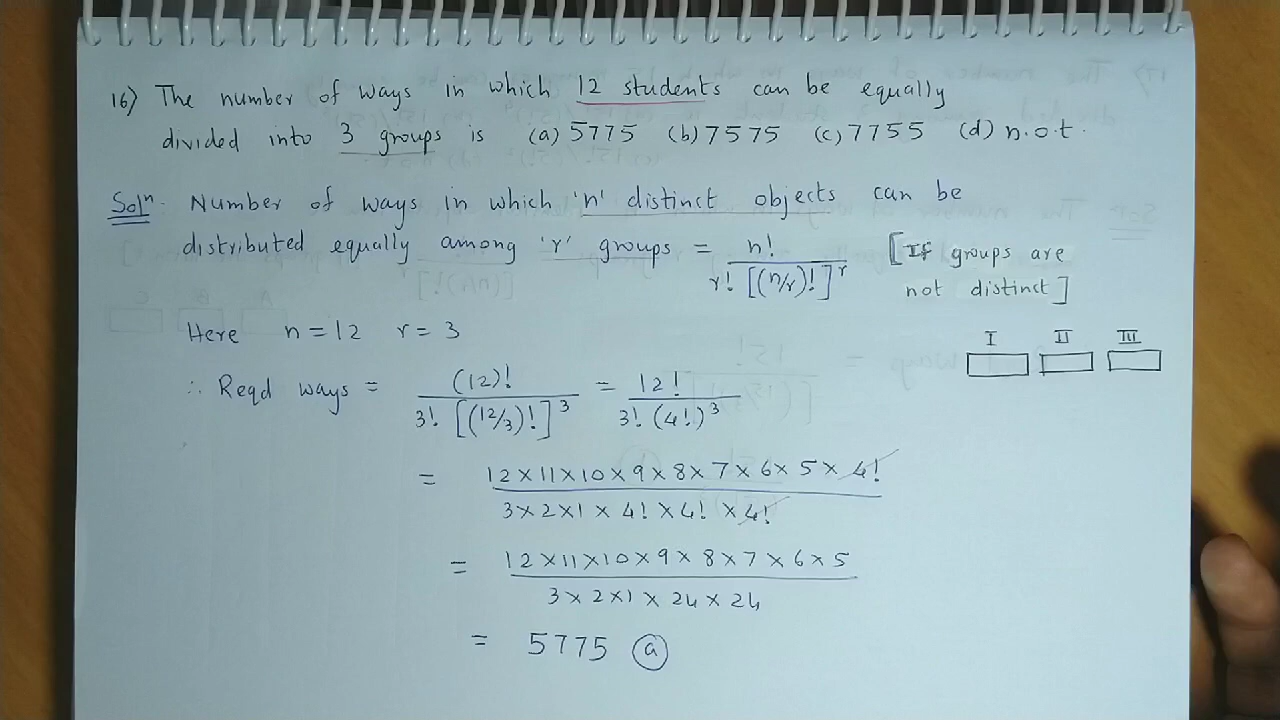 16) The number of ways in which 12 students can be equally
divided into 3 groups is (a) 5775 (b) 7575 (c) 7755 (d) n.o.t.
Solⁿ. Number of ways in which 'n' distinct objects can be
distributed equally among 'r' groups = n! / r! [(n/r)!]^r [If groups are
not distinct]
Here n = 12 r = 3
I II III
∴ Reqd ways = (12)! / 3! [(12/3)!]^3 = 12! / 3! (4!)^3
= 12 × 11 × 10 × 9 × 8 × 7 × 6 × 5 × 4! / 3 × 2 × 1 × 4! × 4! × 4!
= 12 × 11 × 10 × 9 × 8 × 7 × 6 × 5 / 3 × 2 × 1 × 24 × 24
= 5775 (a)